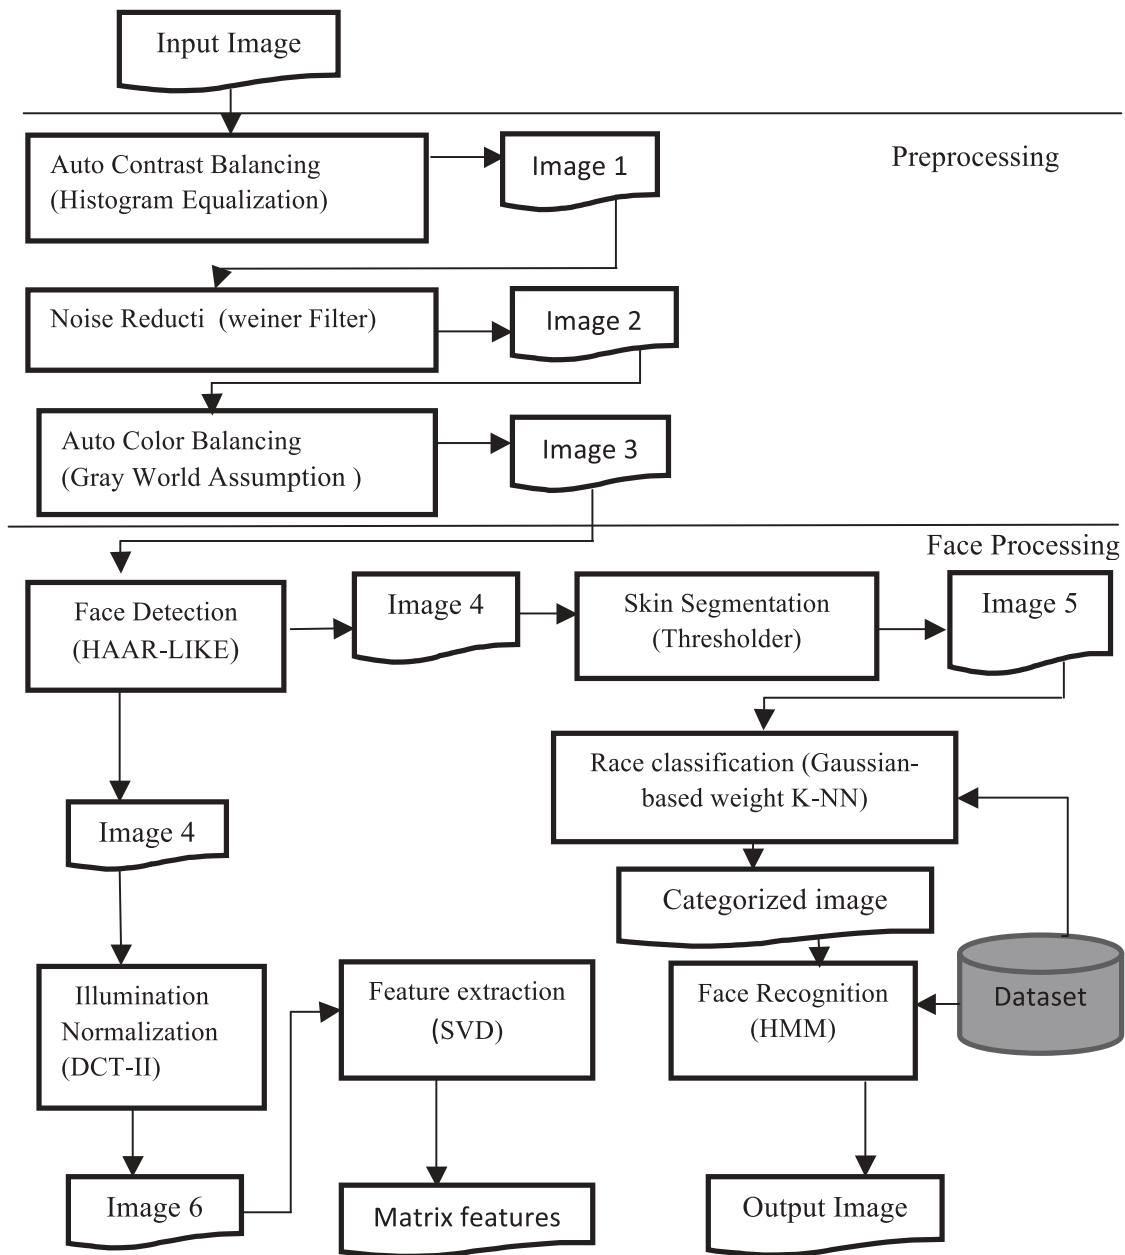 Input Image
Preprocessing
Auto Contrast Balancing
(Histogram Equalization)
Image 1
Noise Reducti (weiner Filter)
Image 2
Auto Color Balancing
(Gray World Assumption )
Image 3
Face Processing
Face Detection
(HAAR-LIKE)
Image 4
Skin Segmentation
(Thresholder)
Image 5
Race classification (Gaussian-
based weight K-NN)
Image 4
Categorized image
Illumination
Normalization
(DCT-II)
Feature extraction
(SVD)
Face Recognition
(HMM)
Dataset
Image 6
Matrix features
Output Image